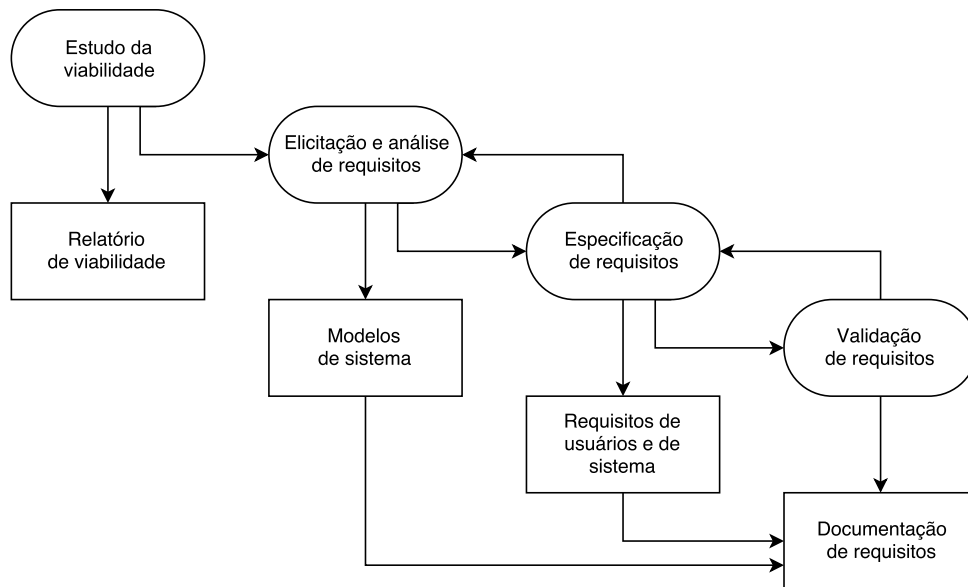 Estudo da
viabilidade
Elicitação e análise
de requisitos
Relatório
de viabilidade
Especificação
de requisitos
Modelos
de sistema
Validação
de requisitos
Requisitos de
usuários e de
sistema
Documentação
de requisitos